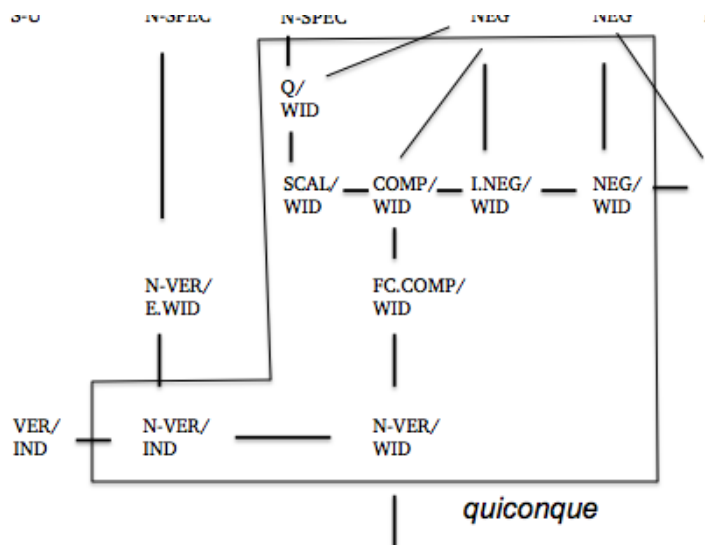 S-U N-SPEC N-SPEC NEG NEG
Q/
WID
SCAL/ COMP/ I.NEG/ NEG/
WID WID WID WID
N-VER/ FC.COMP/
E.WID WID
VER/ N-VER/ N-VER/
IND IND WID
quiconque